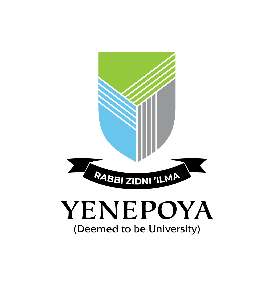 RABBI ZIDNI 'ILMA
YENEPOYA
(Deemed to be University)